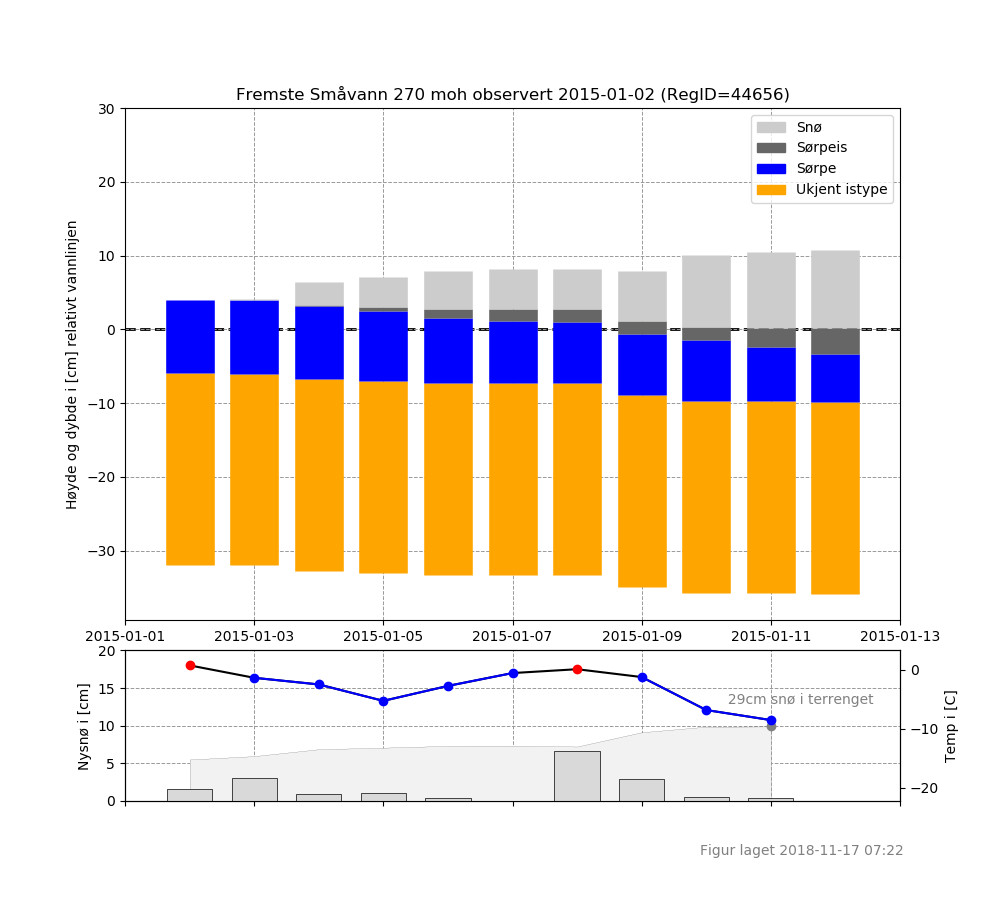 Fremste Småvann 270 moh observert 2015-01-02 (RegID=44656)
Høyde og dybde i [cm] relativt vannlinjen
30
20
10
0
−10
−20
−30
Snø
Sørpeis
Sørpe
Ukjent istype
2015-01-01 2015-01-03 2015-01-05 2015-01-07 2015-01-09 2015-01-11 2015-01-13
Nysnø i [cm]
20
15
10
5
0
29cm snø i terrenget
0
−10
−20
Temp i [C]
Figur laget 2018-11-17 07:22